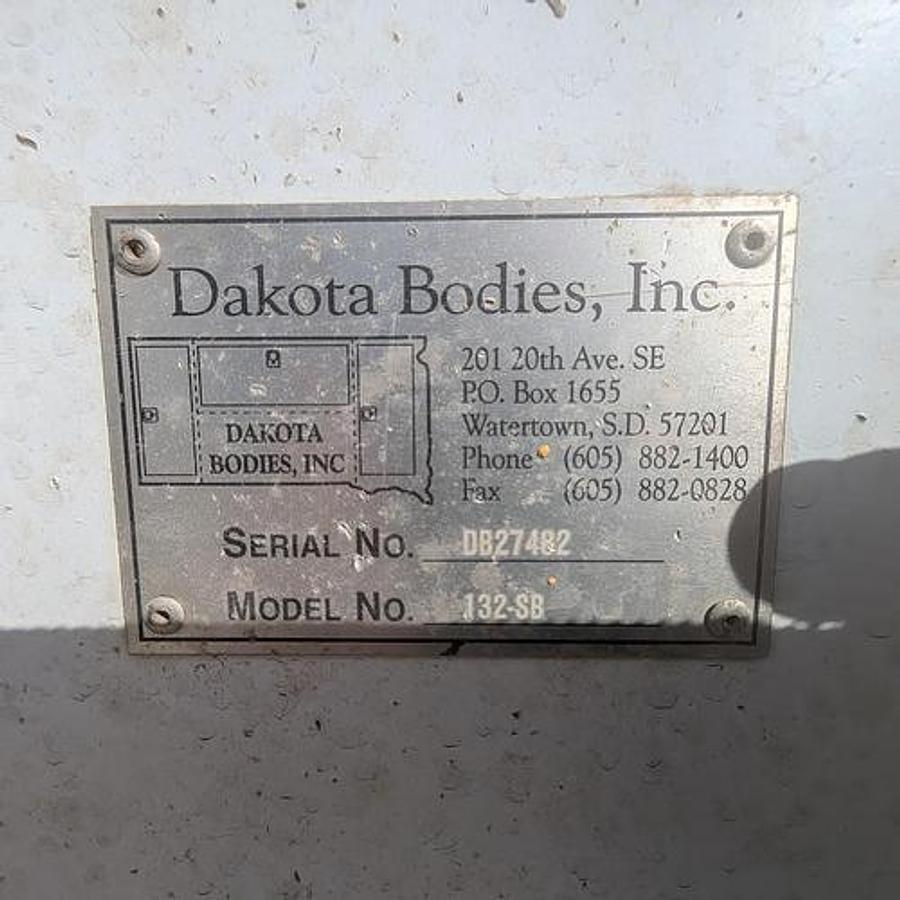 Dakota Bodies, Inc.
DAKOTA
BODIES, INC
201 20th Ave. SE
P.O. Box 1655
Watertown, S.D. 57201
Phone (605) 882-1400
Fax (605) 882-0828
SERIAL NO. DB27482
MODEL NO. 132-SB